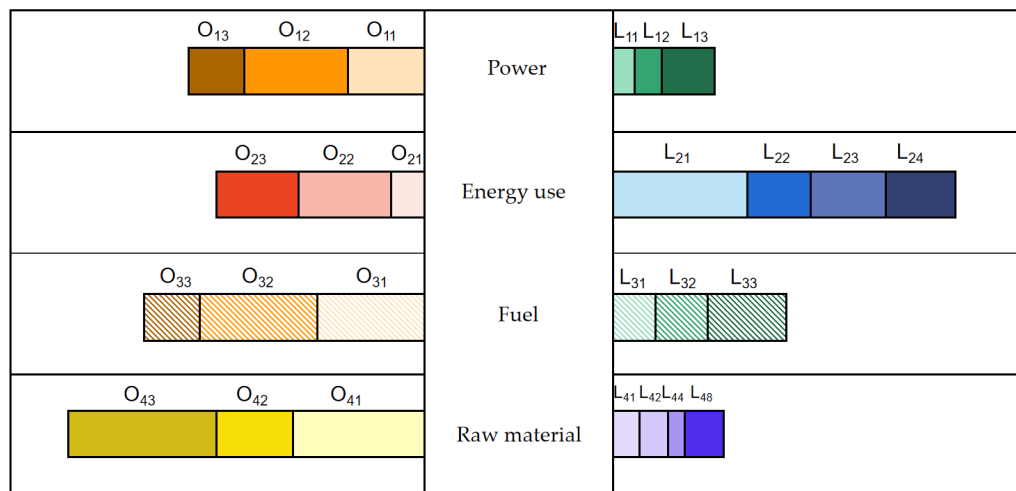 O₁₃ O₁₂ O₁₁ Power L₁₁ L₁₂ L₁₃
O₂₃ O₂₂ O₂₁ Energy use L₂₁ L₂₂ L₂₃ L₂₄
O₃₃ O₃₂ O₃₁ Fuel L₃₁ L₃₂ L₃₃
O₄₃ O₄₂ O₄₁ Raw material L₄₁ L₄₂ L₄₄ L₄₈